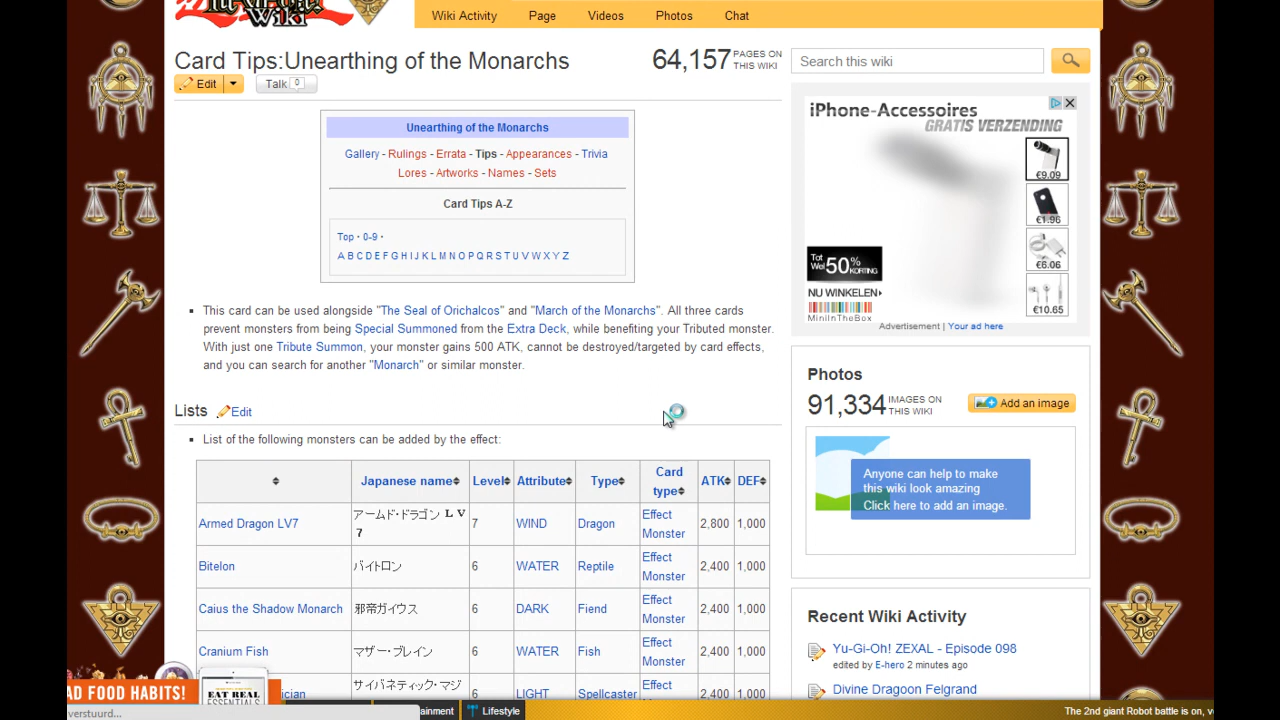 Wiki
Wiki Activity Page Videos Photos Chat
Card Tips:Unearthing of the Monarchs
64,157 PAGES ON THIS WIKI
Search this wiki
Edit Talk 0
Unearthing of the Monarchs
Gallery - Rulings - Errata - Tips - Appearances - Trivia
Lores - Artworks - Names - Sets
Card Tips A-Z
Top · 0-9 ·
A B C D E F G H I J K L M N O P Q R S T U V W X Y Z
This card can be used alongside "The Seal of Orichalcos" and "March of the Monarchs". All three cards
prevent monsters from being Special Summoned from the Extra Deck, while benefiting your Tributed monster.
With just one Tribute Summon, your monster gains 500 ATK, cannot be destroyed/targeted by card effects,
and you can search for another "Monarch" or similar monster.
Lists Edit
List of the following monsters can be added by the effect:
Japanese name Level Attribute Type Card type ATK DEF
Armed Dragon LV7 アームド・ドラゴン ＬＶ７ 7 WIND Dragon Effect Monster 2,800 1,000
Bitelon バイトロン 6 WATER Reptile Effect Monster 2,400 1,000
Caius the Shadow Monarch 邪帝ガイウス 6 DARK Fiend Effect Monster 2,400 1,000
Cranium Fish マザー・ブレイン 6 WATER Fish Effect Monster 2,400 1,000
ician サイバネティック・マジ 6 LIGHT Spellcaster Effect 2,400 1,000
iPhone-Accessoires
GRATIS VERZENDING
€9.09
€1.96
€6.06
€10.65
Tot Wel 50% KORTING
NU WINKELEN
MiniInTheBox
Advertisement | Your ad here
Photos
91,334 IMAGES ON THIS WIKI
Add an image
Anyone can help to make
this wiki look amazing
Click here to add an image.
Recent Wiki Activity
Yu-Gi-Oh! ZEXAL - Episode 098
edited by E-hero 2 minutes ago
Divine Dragoon Felgrand
AD FOOD HABITS!
EAT REAL
ESSENTIALS
verstuurd...
tainment Lifestyle
The 2nd giant Robot battle is on, v